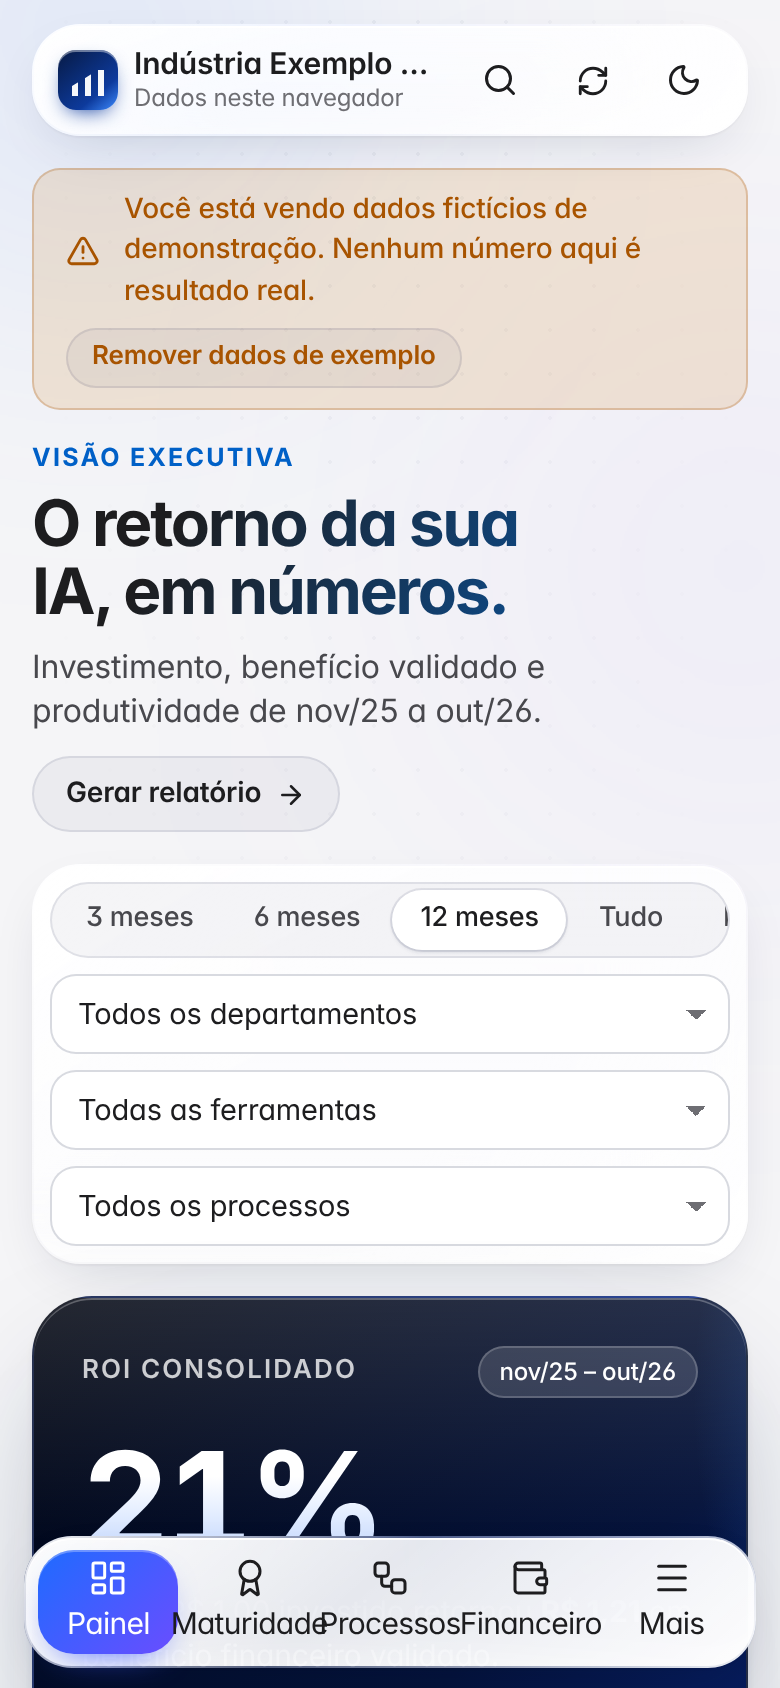 Indústria Exemplo ...
Dados neste navegador
Você está vendo dados fictícios de
demonstração. Nenhum número aqui é
resultado real.
Remover dados de exemplo
VISÃO EXECUTIVA
O retorno da sua
IA, em números.
Investimento, benefício validado e
produtividade de nov/25 a out/26.
Gerar relatório →
3 meses 6 meses 12 meses Tudo
Todos os departamentos
Todas as ferramentas
Todos os processos
ROI CONSOLIDADO nov/25 – out/26
21%
Painel Maturidade Processos Financeiro Mais
financeiro validado.